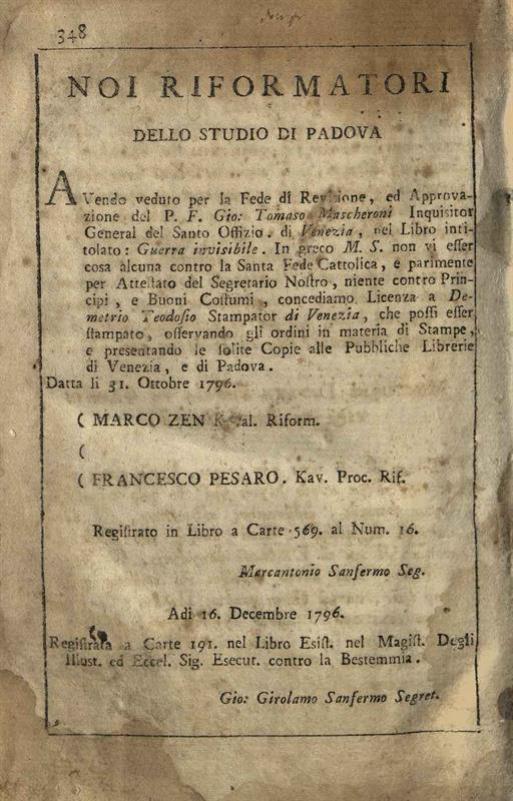 348
NOI RIFORMATORI
DELLO STUDIO DI PADOVA
AVendo veduto per la Fede di Revisione, ed Approva-
zione del P. F. Gio: Tomaso Mascheroni Inquisitor
General del Santo Offizio. di Venezia, nel Libro inti-
tolato: Guerra invisibile. In greco M. S. non vi esser
cosa alcuna contro la Santa Fede Cattolica, e parimente
per Attestato del Segretario Nostro, niente contro Prin-
cipi, e Buoni Costumi, concediamo Licenza a De-
metrio Teodosio Stampator di Venezia, che possi esser
stampato, osservando gli ordini in materia di Stampe,
e presentando le solite Copie alle Pubbliche Librerie
di Venezia, e di Padova.
Datta li 31. Ottobre 1796.
( MARCO ZEN Kaval. Riform.
(
( FRANCESCO PESARO. Kav. Proc. Rif.
Registrato in Libro a Carte 569. al Num. 16.
Mercantonio Sanfermo Seg.
Adi 16. Decembre 1796.
Registrata a Carte 191. nel Libro Esist. nel Magist. Degli
Illust. ed Eccel. Sig. Esecut. contro la Bestemmia.
Gio: Girolamo Sanfermo Segret.